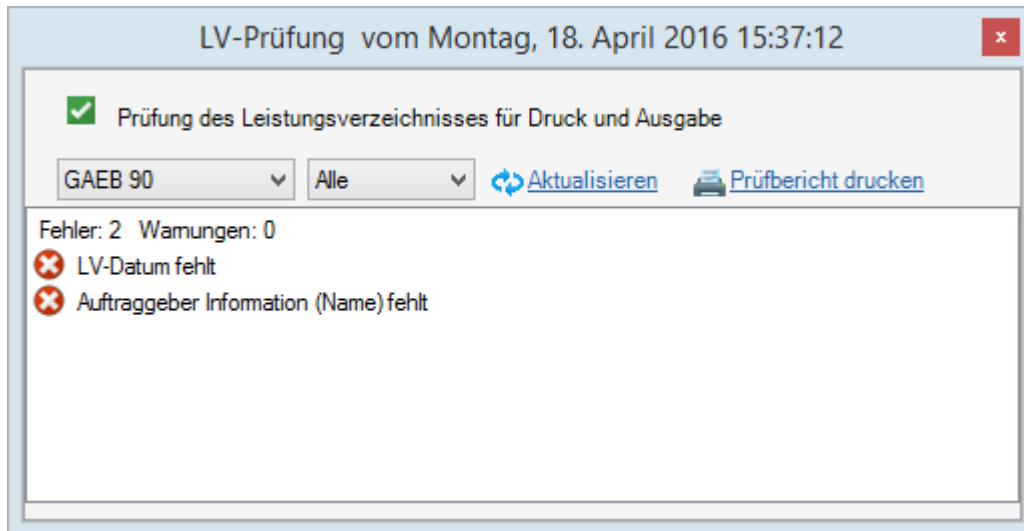 LV-Prüfung vom Montag, 18. April 2016 15:37:12
x
Prüfung des Leistungsverzeichnisses für Druck und Ausgabe
GAEB 90 Alle Aktualisieren Prüfbericht drucken
Fehler: 2 Warnungen: 0
LV-Datum fehlt
Auftraggeber Information (Name) fehlt